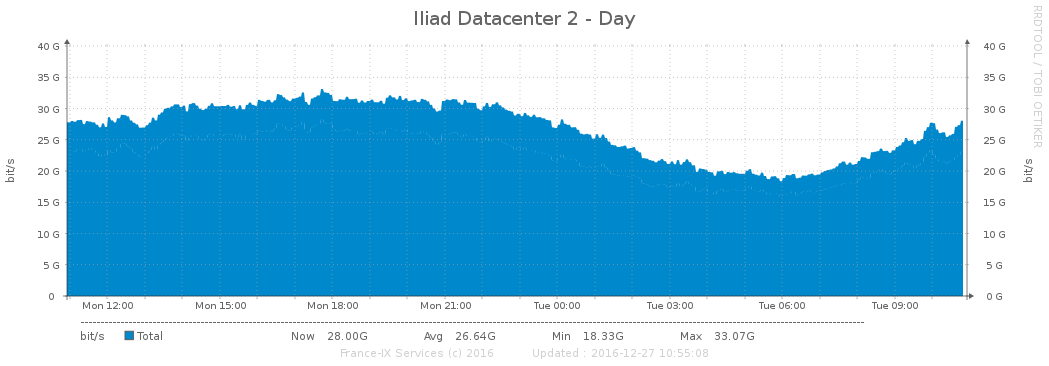 Iliad Datacenter 2 - Day
RRDTOOL / TOBI OETIKER
40 G 40 G
35 G 35 G
30 G 30 G
25 G 25 G
20 G 20 G
15 G 15 G
10 G 10 G
5 G 5 G
0 0 G
bit/s bit/s
Mon 12:00 Mon 15:00 Mon 18:00 Mon 21:00 Tue 00:00 Tue 03:00 Tue 06:00 Tue 09:00
bit/s Total Now 28.00G Avg 26.64G Min 18.33G Max 33.07G
France-IX Services (c) 2016 Updated : 2016-12-27 10:55:08